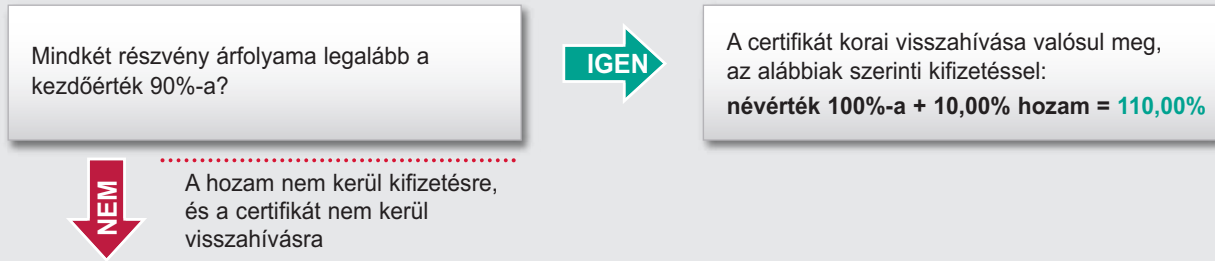 Mindkét részvény árfolyama legalább a
kezdőérték 90%-a?
IGEN
A certifikát korai visszahívása valósul meg,
az alábbiak szerinti kifizetéssel:
névérték 100%-a + 10,00% hozam = 110,00%
NEM
A hozam nem kerül kifizetésre,
és a certifikát nem kerül
visszahívásra